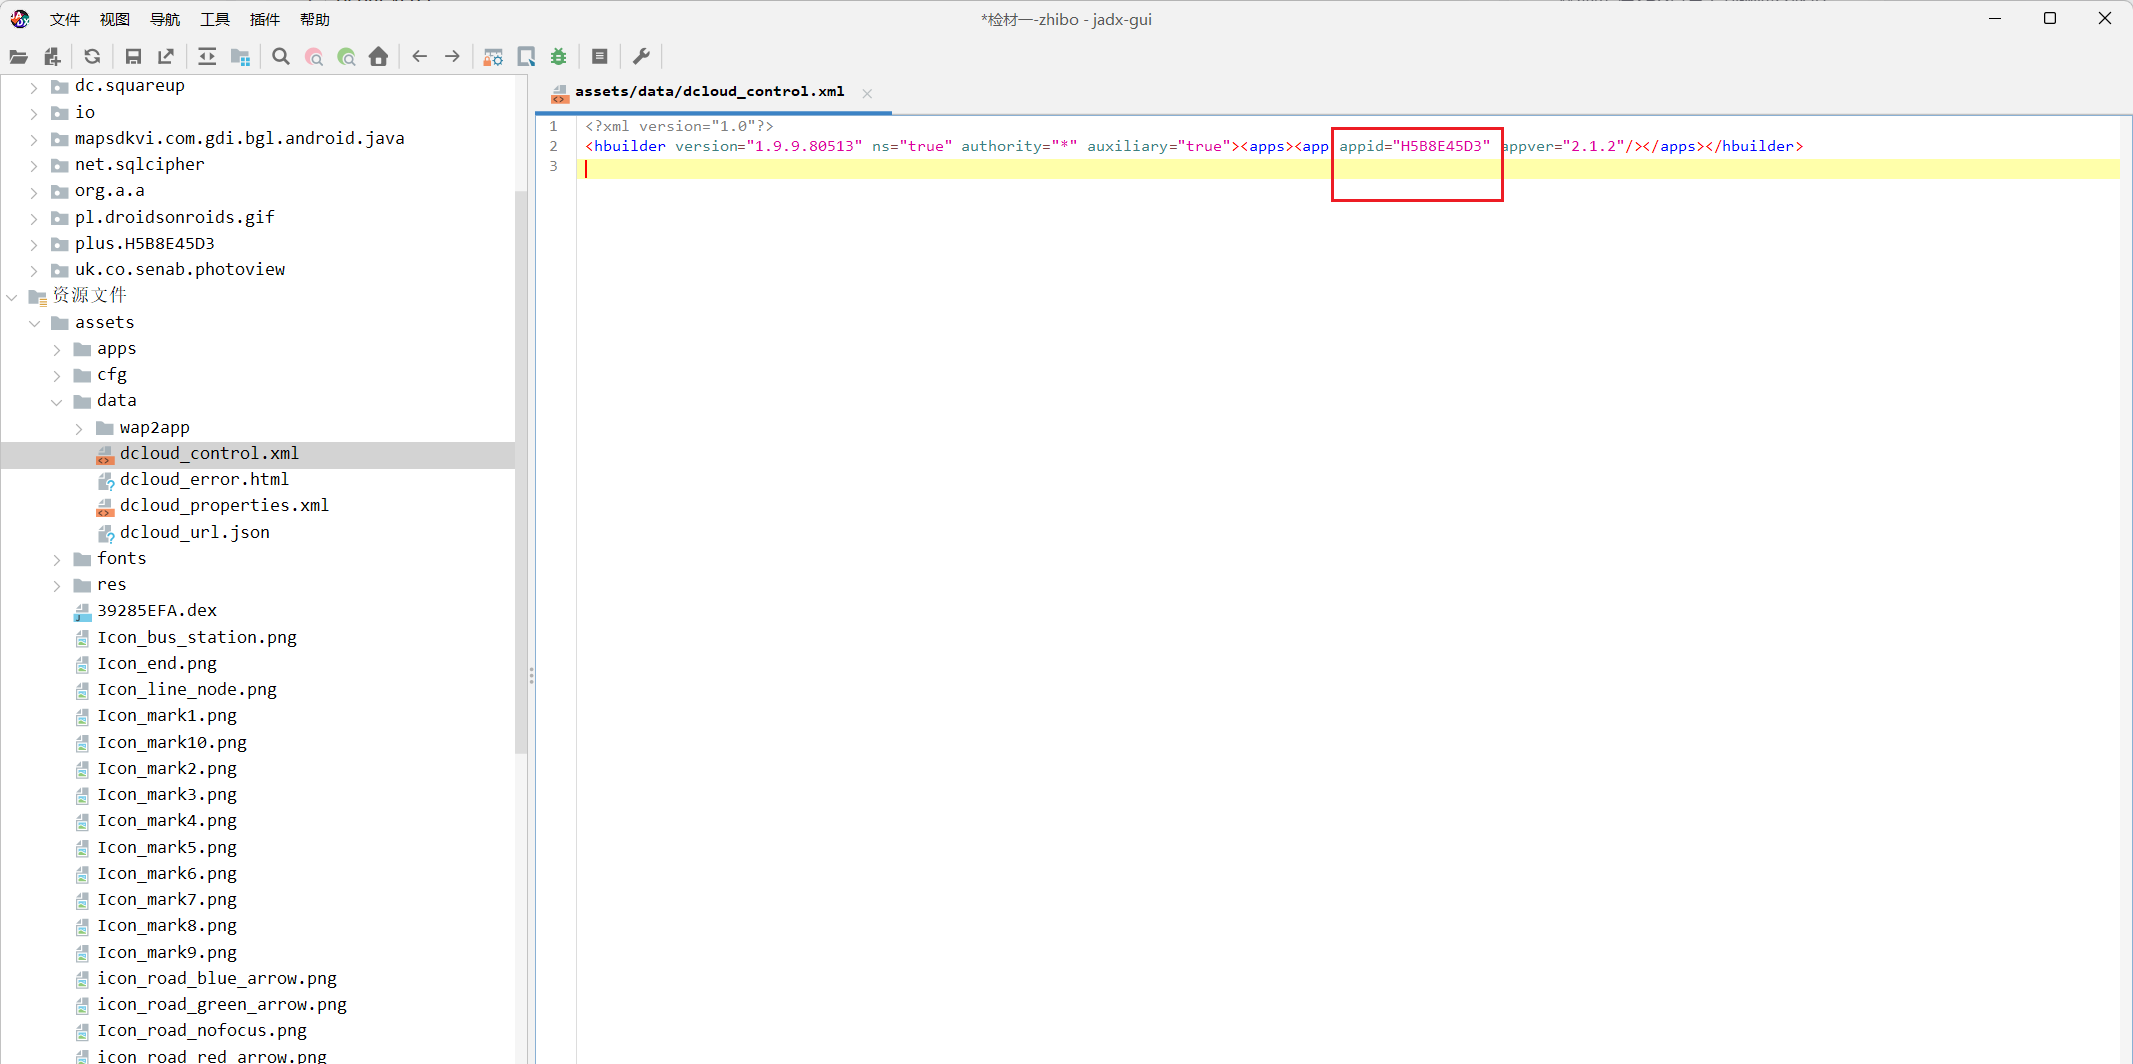 文件 视图 导航 工具 插件 帮助
*检材一-zhibo - jadx-gui
dc.squareup
io
mapsdkvi.com.gdi.bgl.android.java
net.sqlcipher
org.a.a
pl.droidsonroids.gif
plus.H5B8E45D3
uk.co.senab.photoview
资源文件
assets
apps
cfg
data
wap2app
dcloud_control.xml
dcloud_error.html
dcloud_properties.xml
dcloud_url.json
fonts
res
39285EFA.dex
Icon_bus_station.png
Icon_end.png
Icon_line_node.png
Icon_mark1.png
Icon_mark10.png
Icon_mark2.png
Icon_mark3.png
Icon_mark4.png
Icon_mark5.png
Icon_mark6.png
Icon_mark7.png
Icon_mark8.png
Icon_mark9.png
icon_road_blue_arrow.png
icon_road_green_arrow.png
Icon_road_nofocus.png
icon_road_red_arrow.png
assets/data/dcloud_control.xml
1 <?xml version="1.0"?>
2 <hbuilder version="1.9.9.80513" ns="true" authority="*" auxiliary="true"><apps><app appid="H5B8E45D3" appver="2.1.2"/></apps></hbuilder>
3